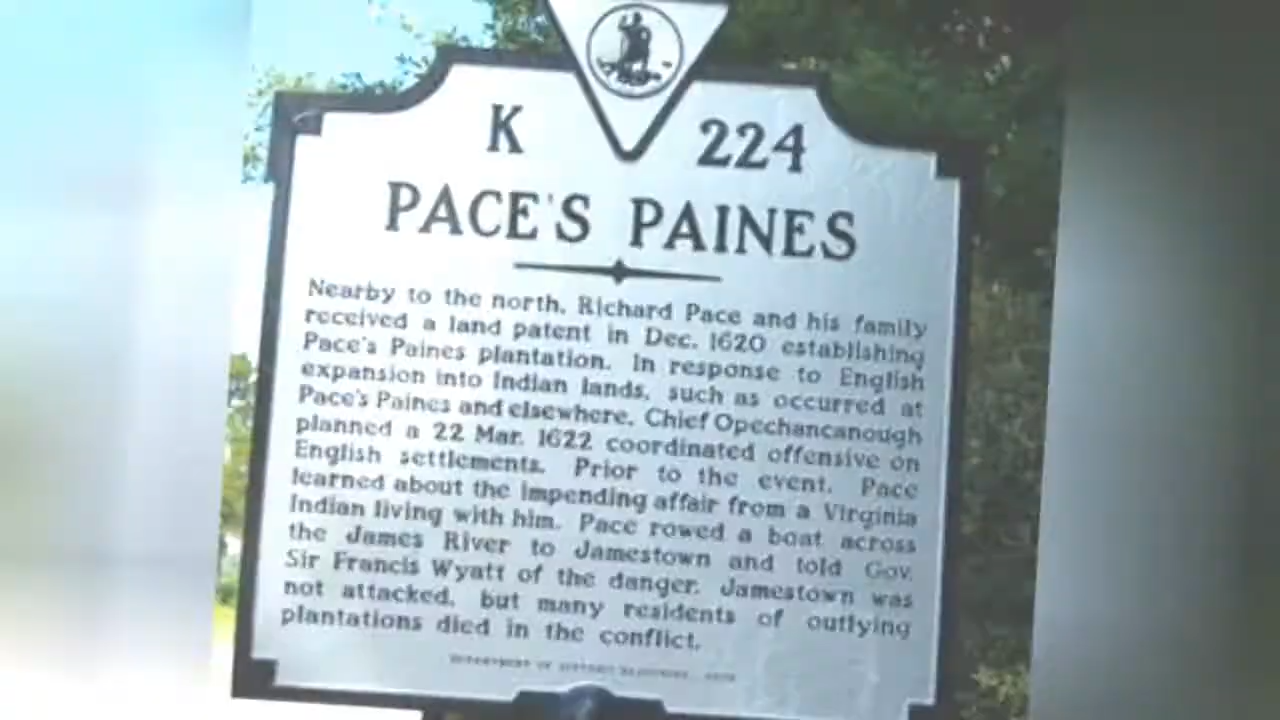 K 224
PACE'S PAINES
Nearby to the north, Richard Pace and his family
received a land patent in Dec. 1620 establishing
Pace's Paines plantation. In response to English
expansion into Indian lands, such as occurred at
Pace's Paines and elsewhere, Chief Opechancanough
planned a 22 Mar. 1622 coordinated offensive on
English settlements. Prior to the event, Pace
learned about the impending affair from a Virginia
Indian living with him. Pace rowed a boat across
the James River to Jamestown and told Gov.
Sir Francis Wyatt of the danger. Jamestown was
not attacked, but many residents of outlying
plantations died in the conflict.
DEPARTMENT OF HISTORIC RESOURCES,